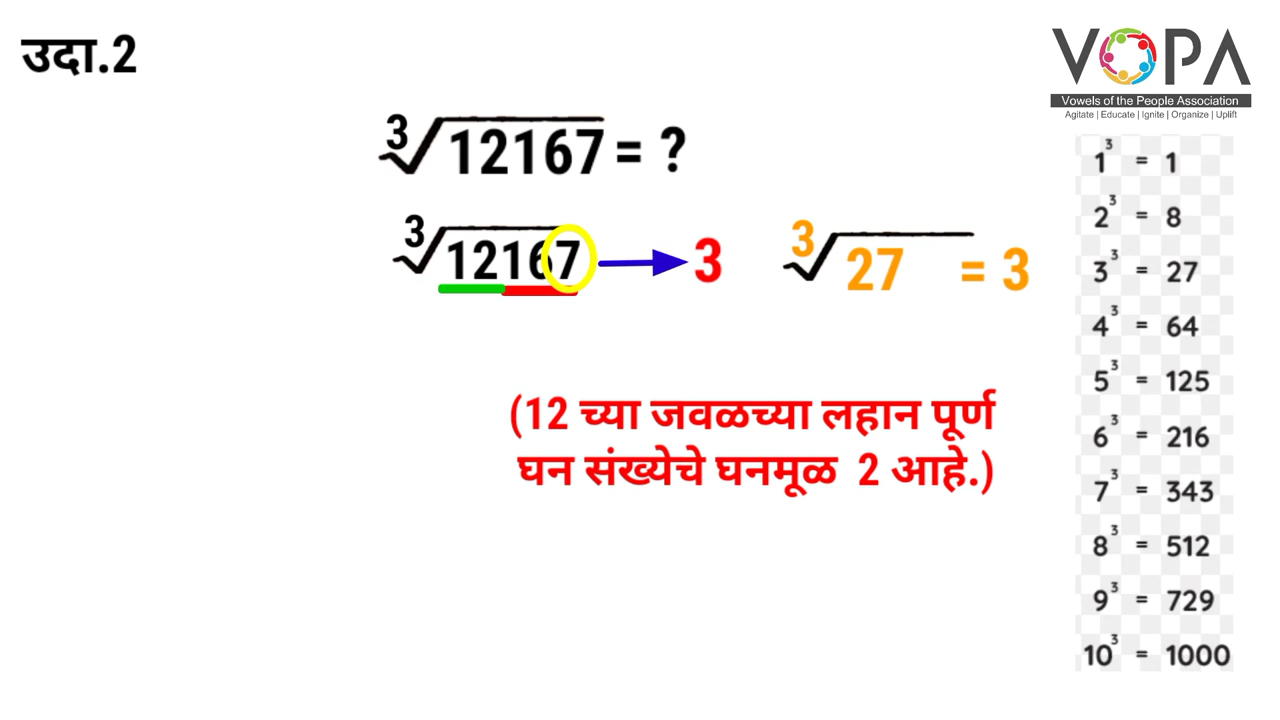 उदा.2
VOPA
Vowels of the People Association
Agitate | Educate | Ignite | Organize | Uplift
∛12167 = ?
∛12167 → 3
∛27 = 3
(12 च्या जवळच्या लहान पूर्ण
घन संख्येचे घनमूळ 2 आहे.)
1³ = 1
2³ = 8
3³ = 27
4³ = 64
5³ = 125
6³ = 216
7³ = 343
8³ = 512
9³ = 729
10³ = 1000